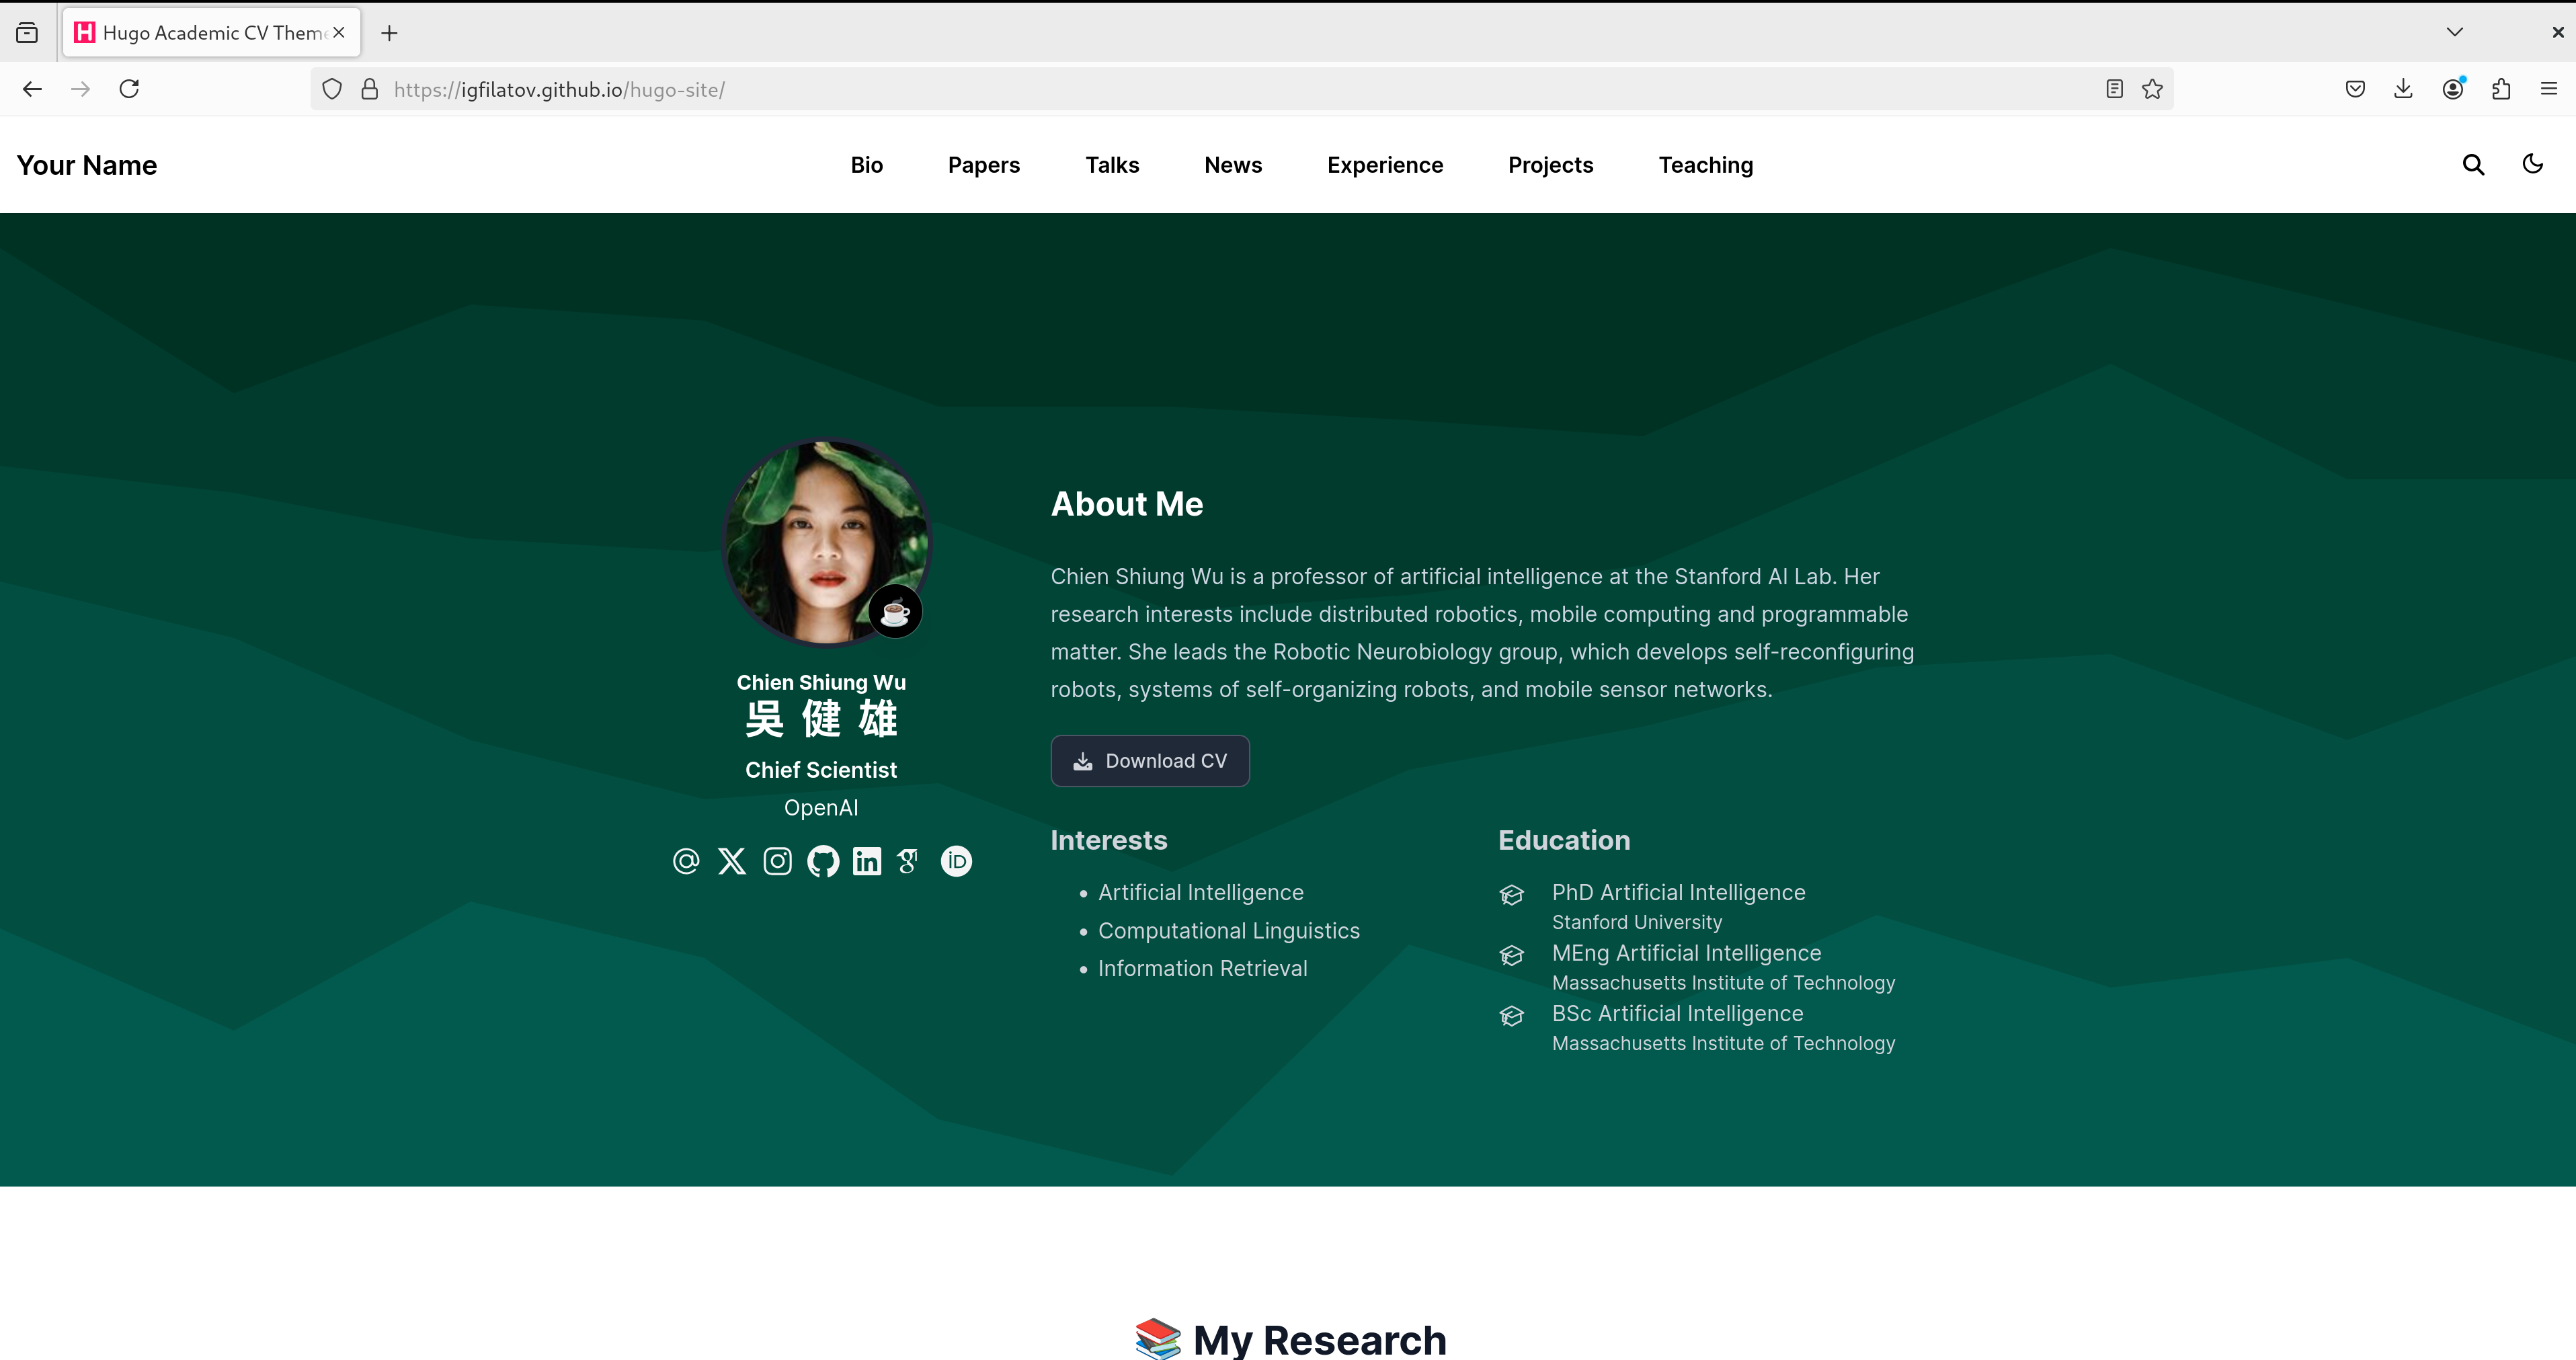 Hugo Academic CV Them
https://igfilatov.github.io/hugo-site/
Your Name
Bio
Papers
Talks
News
Experience
Projects
Teaching
Chien Shiung Wu
吳健雄
Chief Scientist
OpenAI
About Me
Chien Shiung Wu is a professor of artificial intelligence at the Stanford AI Lab. Her
research interests include distributed robotics, mobile computing and programmable
matter. She leads the Robotic Neurobiology group, which develops self-reconfiguring
robots, systems of self-organizing robots, and mobile sensor networks.
Download CV
Interests
Artificial Intelligence
Computational Linguistics
Information Retrieval
Education
PhD Artificial Intelligence
Stanford University
MEng Artificial Intelligence
Massachusetts Institute of Technology
BSc Artificial Intelligence
Massachusetts Institute of Technology
📚 My Research